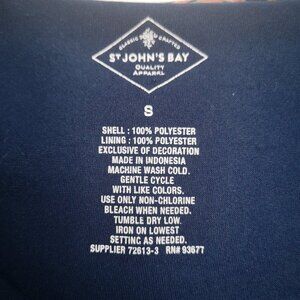 CLASSIC CRAFTED
ST JOHN'S BAY
QUALITY
APPAREL
S
SHELL : 100% POLYESTER
LINING : 100% POLYESTER
EXCLUSIVE OF DECORATION
MADE IN INDONESIA
MACHINE WASH COLD.
GENTLE CYCLE
WITH LIKE COLORS.
USE ONLY NON-CHLORINE
BLEACH WHEN NEEDED.
TUMBLE DRY LOW.
IRON ON LOWEST
SETTING AS NEEDED.
SUPPLIER 72613-3 RN# 93677